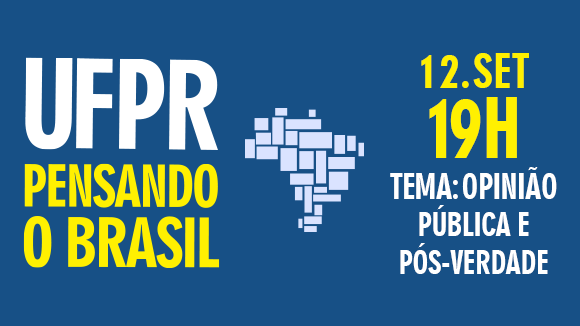 UFPR
PENSANDO
O BRASIL
12.SET
19H
TEMA: OPINIÃO
PÚBLICA E
PÓS-VERDADE